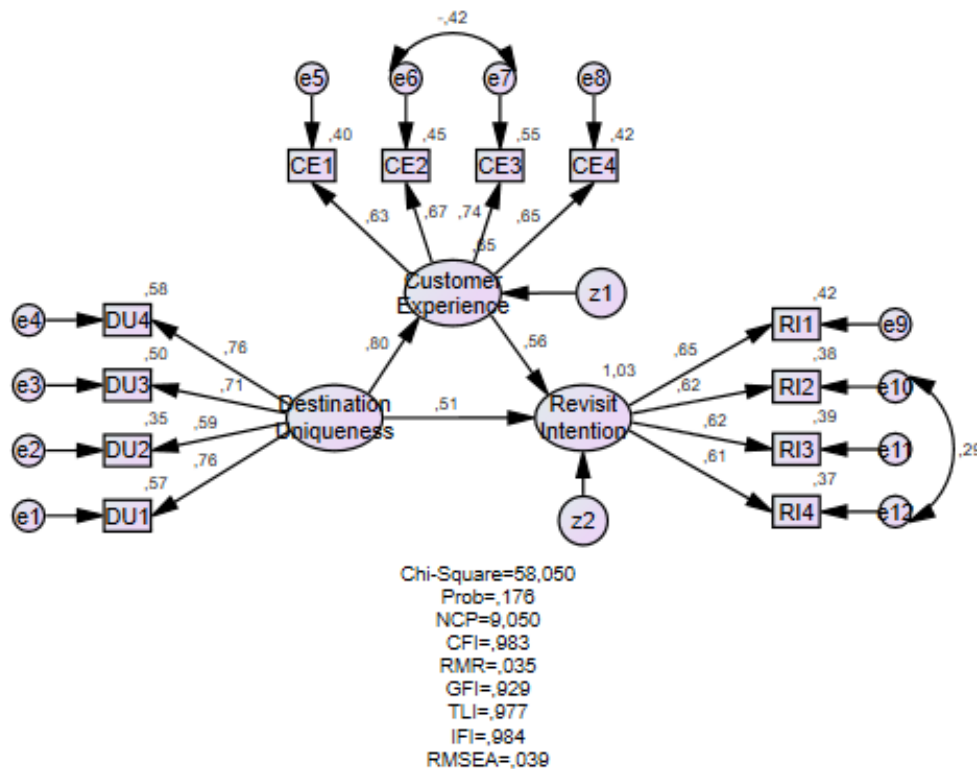 -,42
e5 e6 e7 e8
,40 ,45 ,55 ,42
CE1 CE2 CE3 CE4
,63 ,67 ,74 ,65
,65
Customer
Experience
z1
,58 ,42
e4 DU4 RI1 e9
,76 ,80 ,56 ,65
,50 1,03 ,38
e3 DU3 RI2 e10
,71 ,62
Destination
Uniqueness
,51
Revisit
Intention
,35 ,39
e2 DU2 RI3 e11
,59 ,62 ,29
,76 ,61
,57 ,37
e1 DU1 RI4 e12
z2
Chi-Square=58,050
Prob=,176
NCP=9,050
CFI=,983
RMR=,035
GFI=,929
TLI=,977
IFI=,984
RMSEA=,039